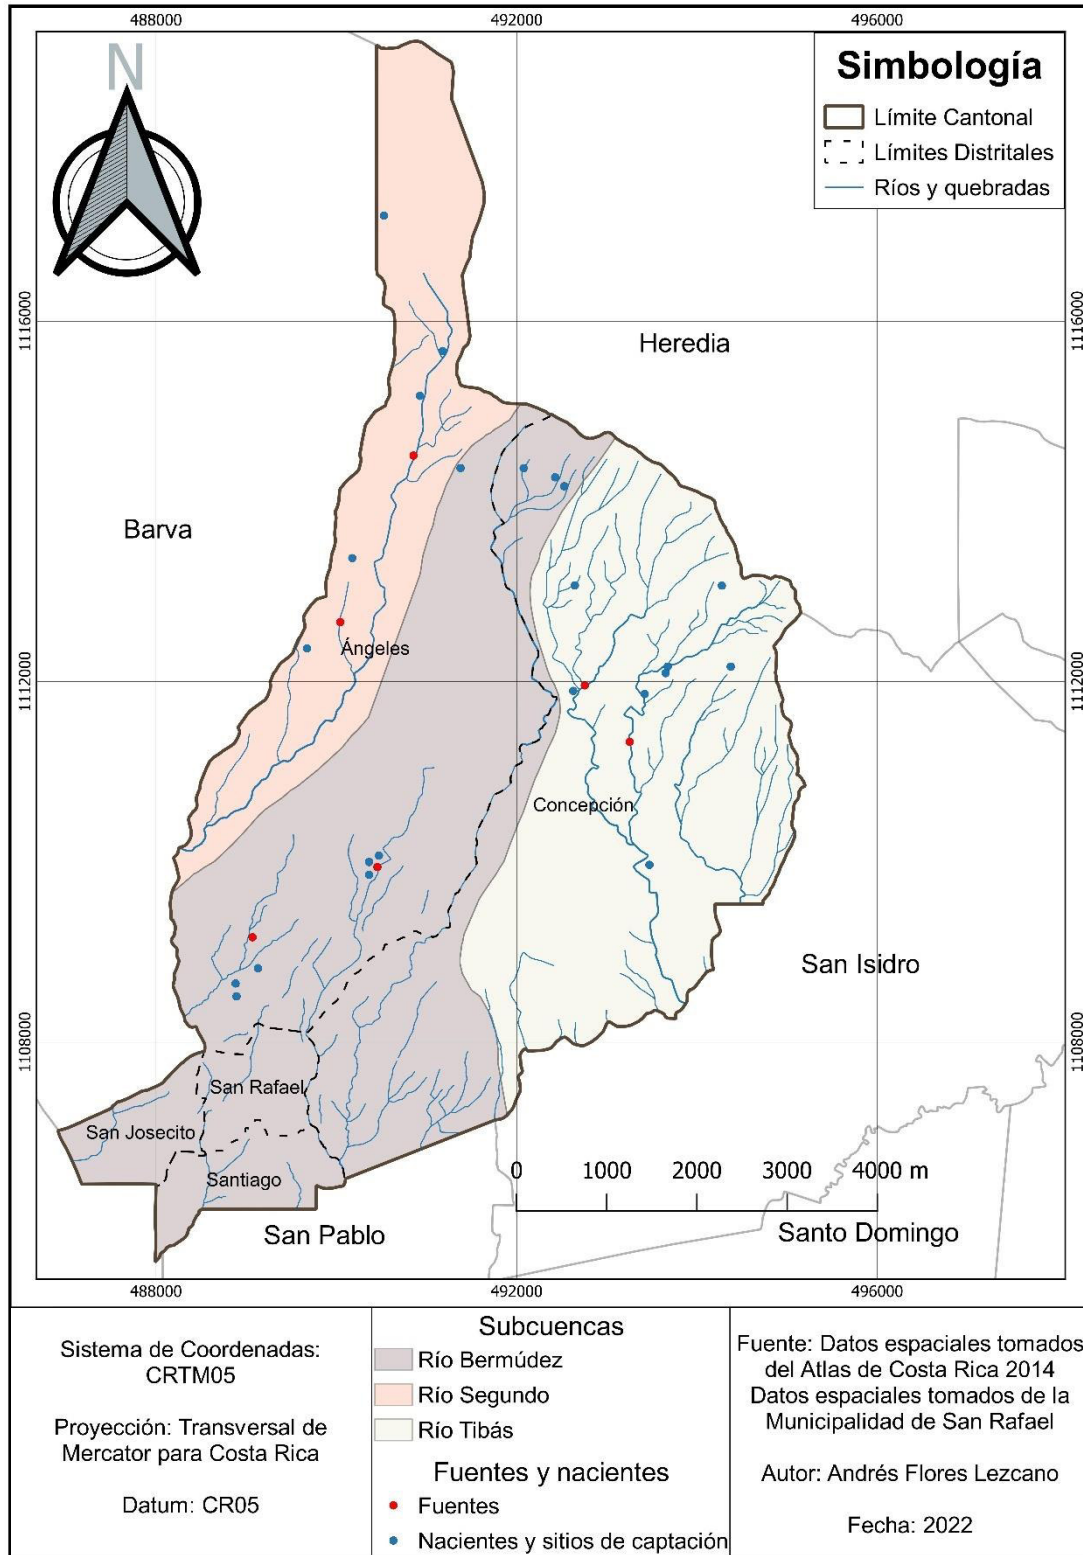 488000
492000
496000
N
Simbología
Límite Cantonal
Límites Distritales
Ríos y quebradas
1116000
1116000
Heredia
Barva
Ángeles
1112000
1112000
Concepción
San Isidro
1108000
1108000
San Rafael
San Josecito
Santiago
0 1000 2000 3000 4000 m
San Pablo
Santo Domingo
488000
492000
496000
Sistema de Coordenadas:
CRTM05
Proyección: Transversal de
Mercator para Costa Rica
Datum: CR05
Subcuencas
Río Bermúdez
Río Segundo
Río Tibás
Fuentes y nacientes
Fuentes
Nacientes y sitios de captación
Fuente: Datos espaciales tomados
del Atlas de Costa Rica 2014
Datos espaciales tomados de la
Municipalidad de San Rafael
Autor: Andrés Flores Lezcano
Fecha: 2022